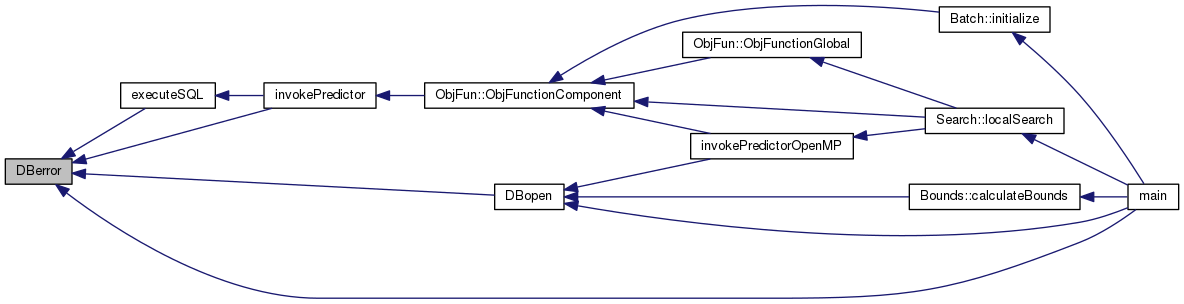 Batch::initialize
ObjFun::ObjFunctionGlobal
executeSQL
invokePredictor
ObjFun::ObjFunctionComponent
Search::localSearch
invokePredictorOpenMP
DBerror
DBopen
Bounds::calculateBounds
main